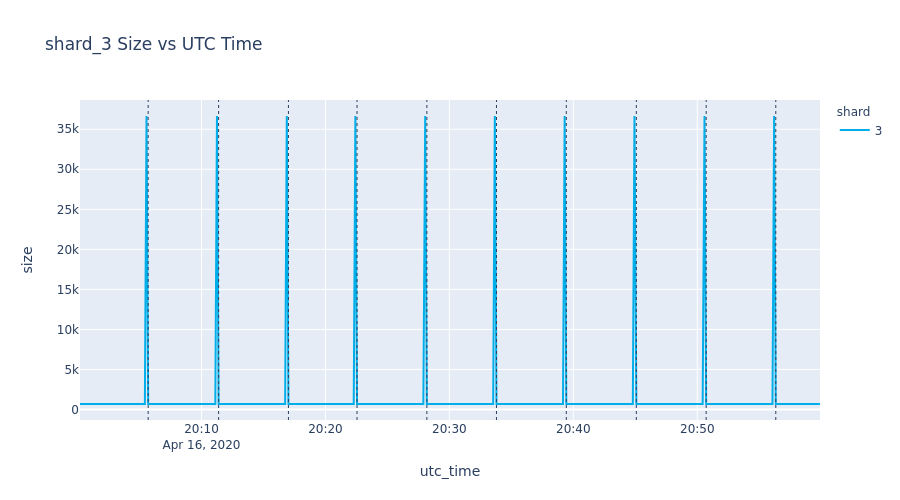 shard_3 Size vs UTC Time
shard
3
35k
30k
25k
20k
15k
10k
5k
0
size
20:10
20:20
20:30
20:40
20:50
Apr 16, 2020
utc_time